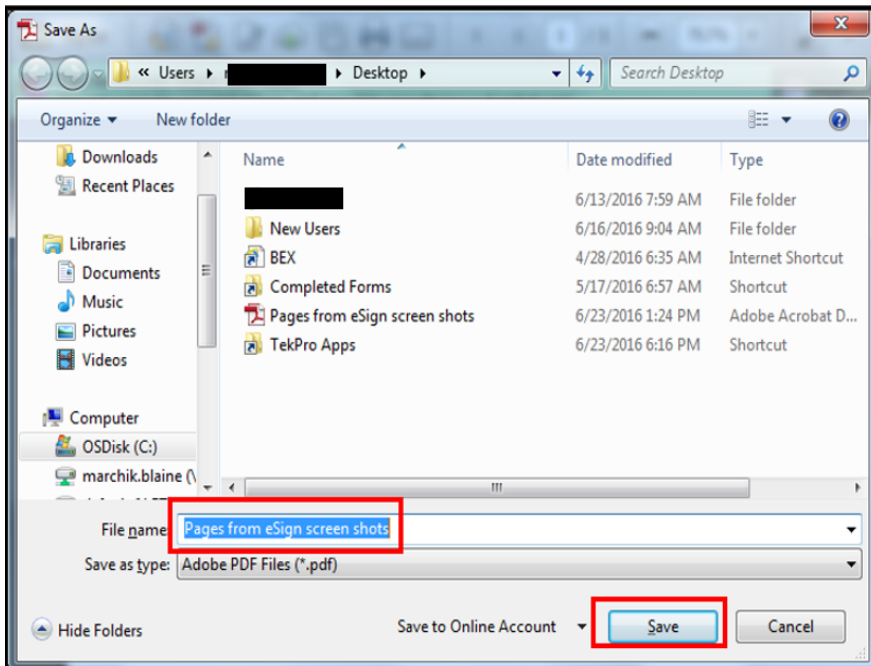 Save As
« Users ▸ ▸ Desktop ▸ Search Desktop
Organize ▾ New folder
Name Date modified Type
Downloads
Recent Places
Libraries
Documents
Music
Pictures
Videos
Computer
OSDisk (C:)
marchik.blaine (\
6/13/2016 7:59 AM File folder
New Users 6/16/2016 9:04 AM File folder
BEX 4/28/2016 6:35 AM Internet Shortcut
Completed Forms 5/17/2016 6:57 AM Shortcut
Pages from eSign screen shots 6/23/2016 1:24 PM Adobe Acrobat D...
TekPro Apps 6/23/2016 6:16 PM Shortcut
File name: Pages from eSign screen shots
Save as type: Adobe PDF Files (*.pdf)
Hide Folders Save to Online Account ▾ Save Cancel